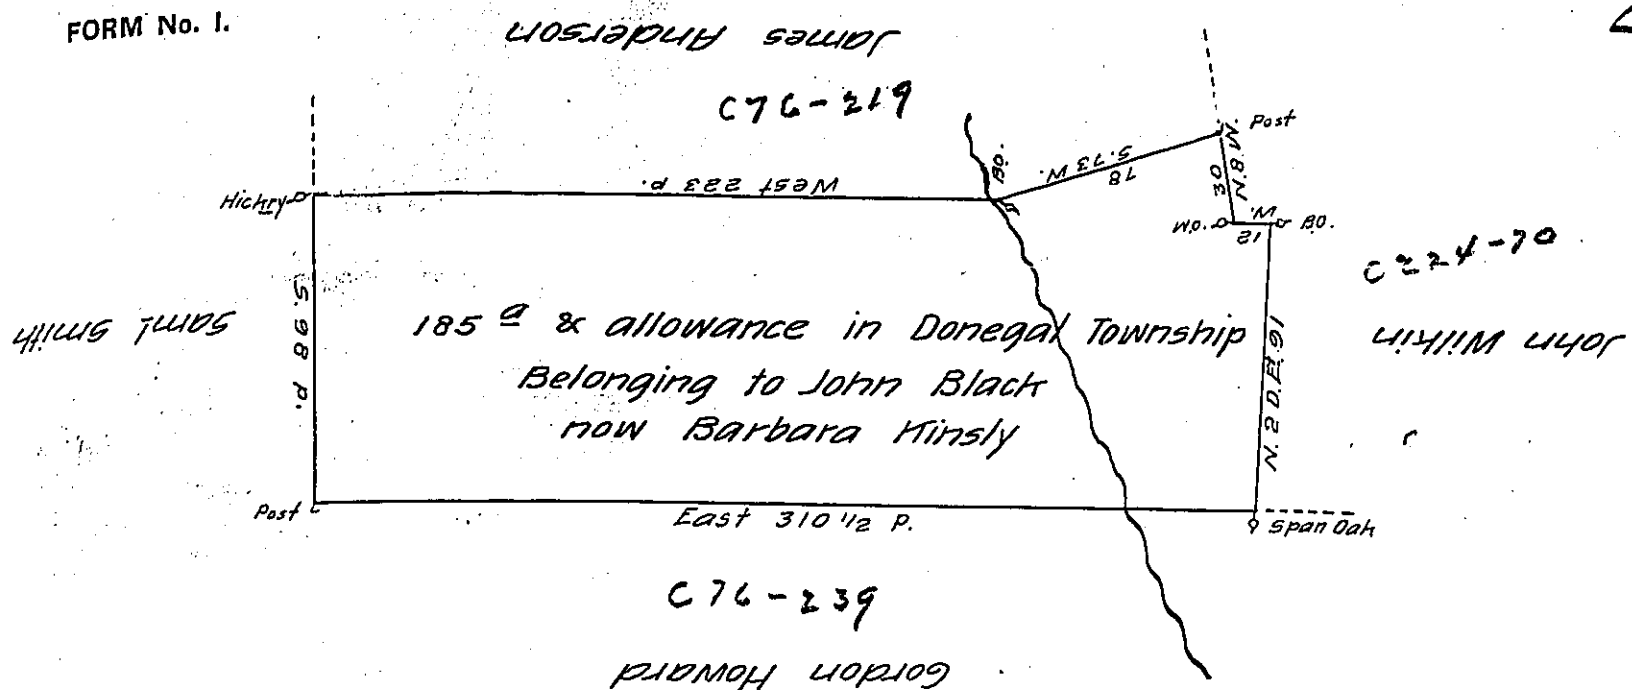 FORM No. 1.
James Anderson
C76-219
Post
Hickry
West 223 p.
BO.
S.73 W.
78
30
N.8.W.
W.O.
W.
12
B.O.
C224-70
Saml Smith
S. 98 p.
185 a & allowance in Donegal Township
Belonging to John Black
now Barbara Kinsly
N. 2 D. E. 91
John Wilkin
Post
East 310 1/2 P.
Span Oak
C76-239
Gordon Howard